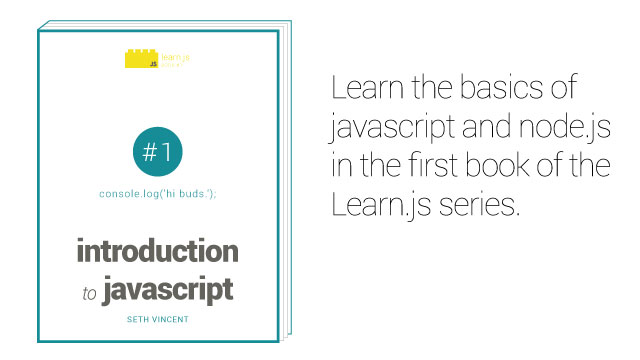 JS
learn.js
#1
console.log('hi buds.');
introduction
to javascript
SETH VINCENT
Learn the basics of
javascript and node.js
in the first book of the
Learn.js series.